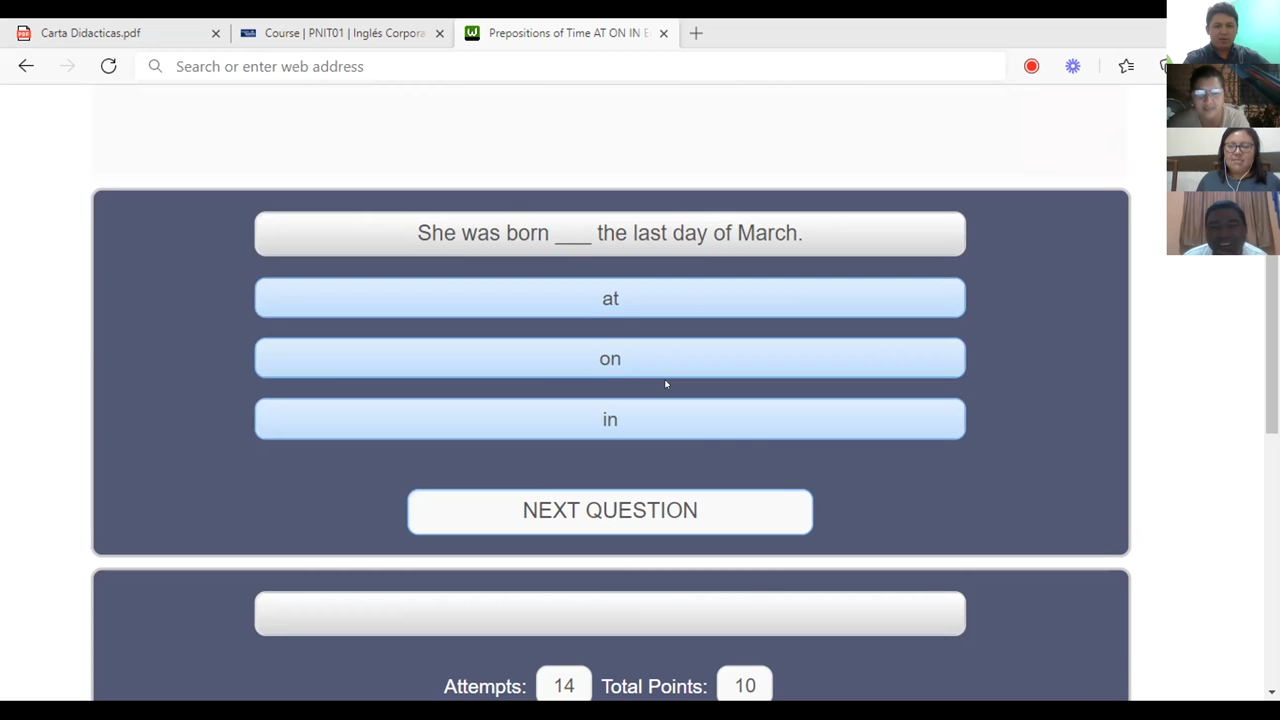 Carta Didacticas.pdf
Course | PNIT01 | Inglés Corpora
Prepositions of Time AT ON IN E
Search or enter web address
She was born ___ the last day of March.
at
on
in
NEXT QUESTION
Attempts: 14 Total Points: 10